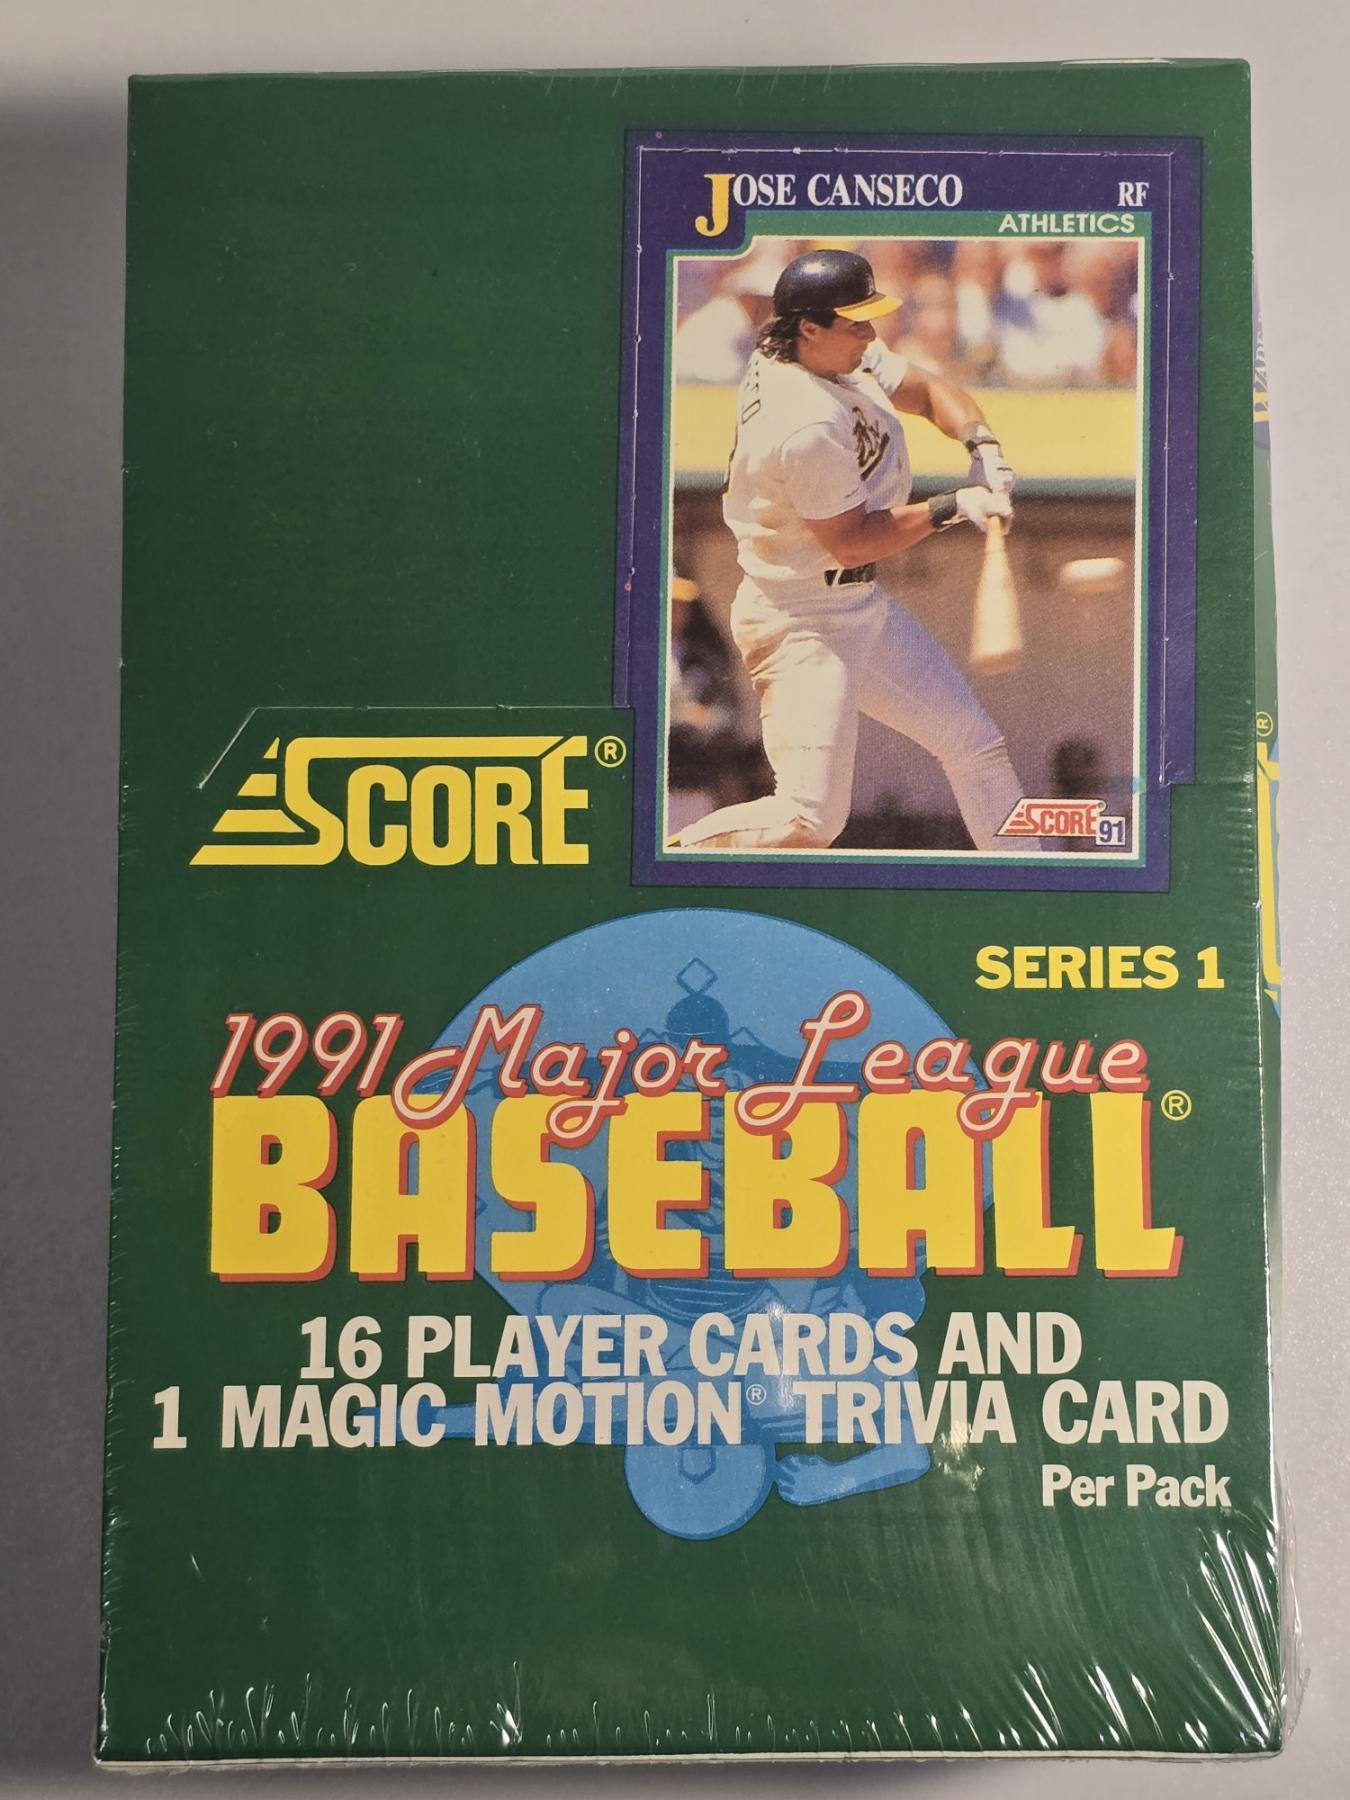 JOSE CANSECO RF
ATHLETICS
SCORE®
SCORE® 91
SERIES 1
1991 Major League
BASEBALL®
16 PLAYER CARDS AND
1 MAGIC MOTION® TRIVIA CARD
Per Pack